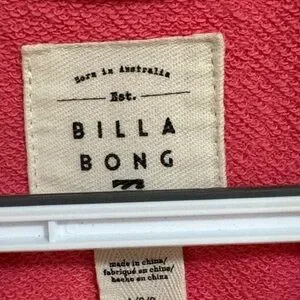 Born in Australia
Est.
BILLA
BONG
made in china/
fabriqué en chine/
hecho en china